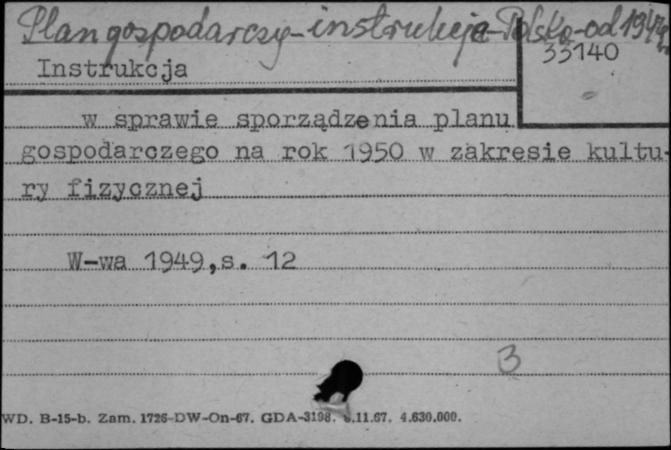 Plan gospodarczy - instrukcja - Polska - od 1944 r.
33140
Instrukcja
w sprawie sporządzenia planu
gospodarczego na rok 1950 w zakresie kultu-
ry fizycznej
W-wa 1949,s. 12
3
WD. B-15-b. Zam. 1726-DW-On-67. GDA-3198. .11.67. 4.630.000.